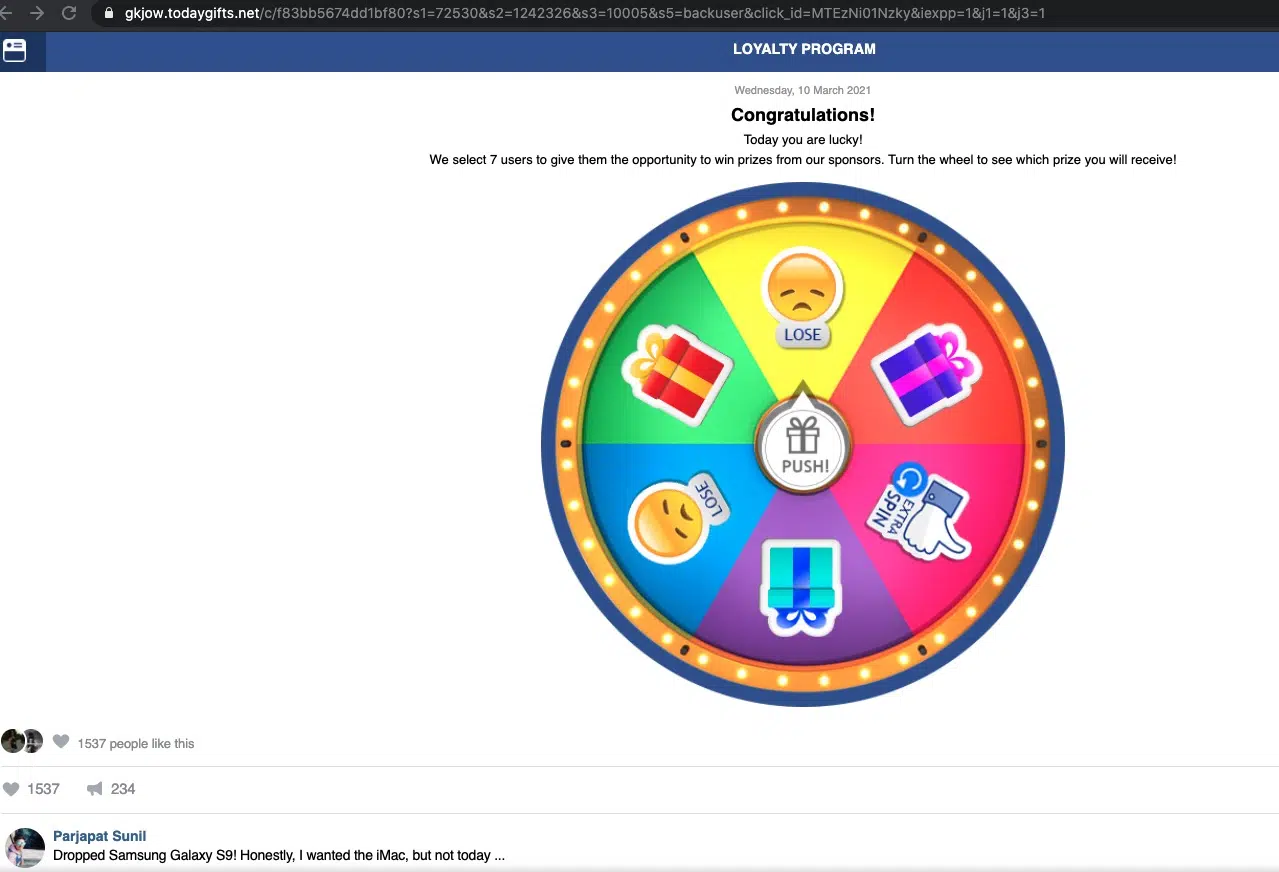 gkjow.todaygifts.net/c/f83bb5674dd1bf80?s1=72530&s2=1242326&s3=10005&s5=backuser&click_id=MTEzNi01Nzky&iexpp=1&j1=1&j3=1
LOYALTY PROGRAM
Wednesday, 10 March 2021
Congratulations!
Today you are lucky!
We select 7 users to give them the opportunity to win prizes from our sponsors. Turn the wheel to see which prize you will receive!
LOSE
PUSH!
LOSE
EXTRA
SPIN
1537 people like this
1537 234
Parjapat Sunil
Dropped Samsung Galaxy S9! Honestly, I wanted the iMac, but not today ...